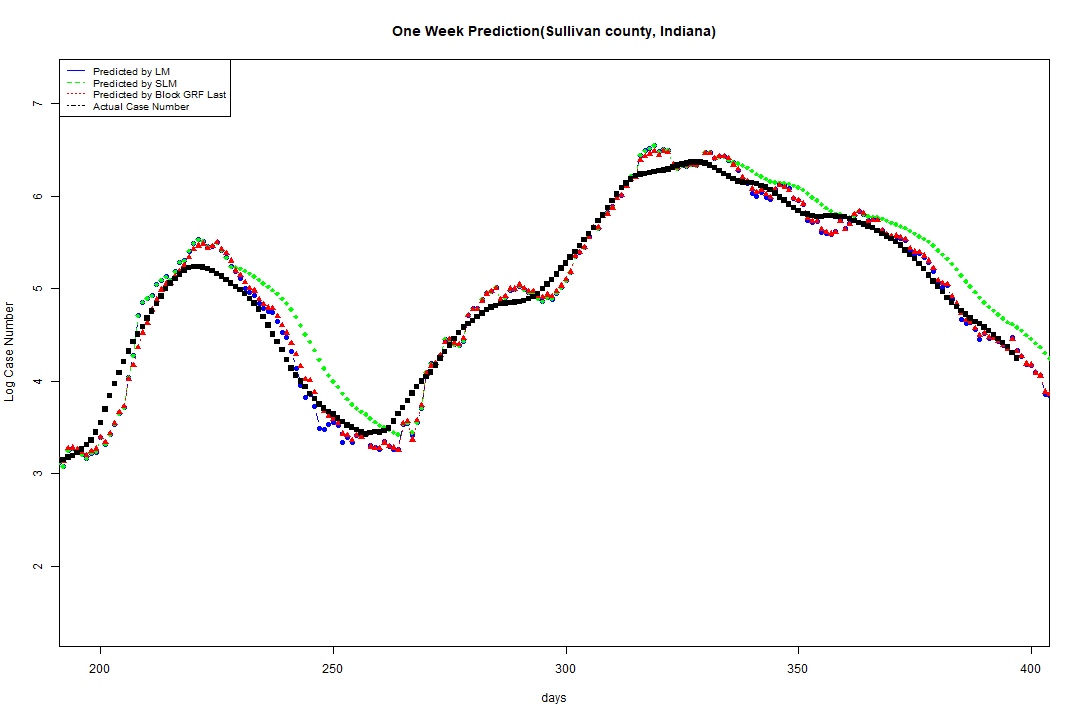 One Week Prediction(Sullivan county, Indiana)
Predicted by LM
Predicted by SLM
Predicted by Block GRF Last
Actual Case Number
7
6
5
4
3
2
Log Case Number
200
250
300
350
400
days